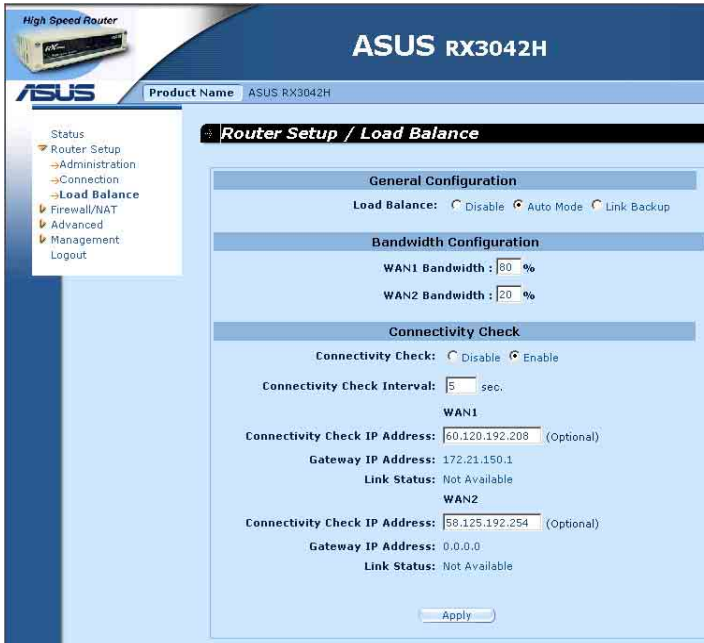 High Speed Router
ASUS RX3042H
ASUS
Product Name ASUS RX3042H
Status
Router Setup
Administration
Connection
Load Balance
Firewall/NAT
Advanced
Management
Logout
Router Setup / Load Balance
General Configuration
Load Balance: Disable Auto Mode Link Backup
Bandwidth Configuration
WAN1 Bandwidth : 80 %
WAN2 Bandwidth : 20 %
Connectivity Check
Connectivity Check: Disable Enable
Connectivity Check Interval: 5 sec.
WAN1
Connectivity Check IP Address: 60.120.192.208 (Optional)
Gateway IP Address: 172.21.150.1
Link Status: Not Available
WAN2
Connectivity Check IP Address: 58.125.192.254 (Optional)
Gateway IP Address: 0.0.0.0
Link Status: Not Available
Apply